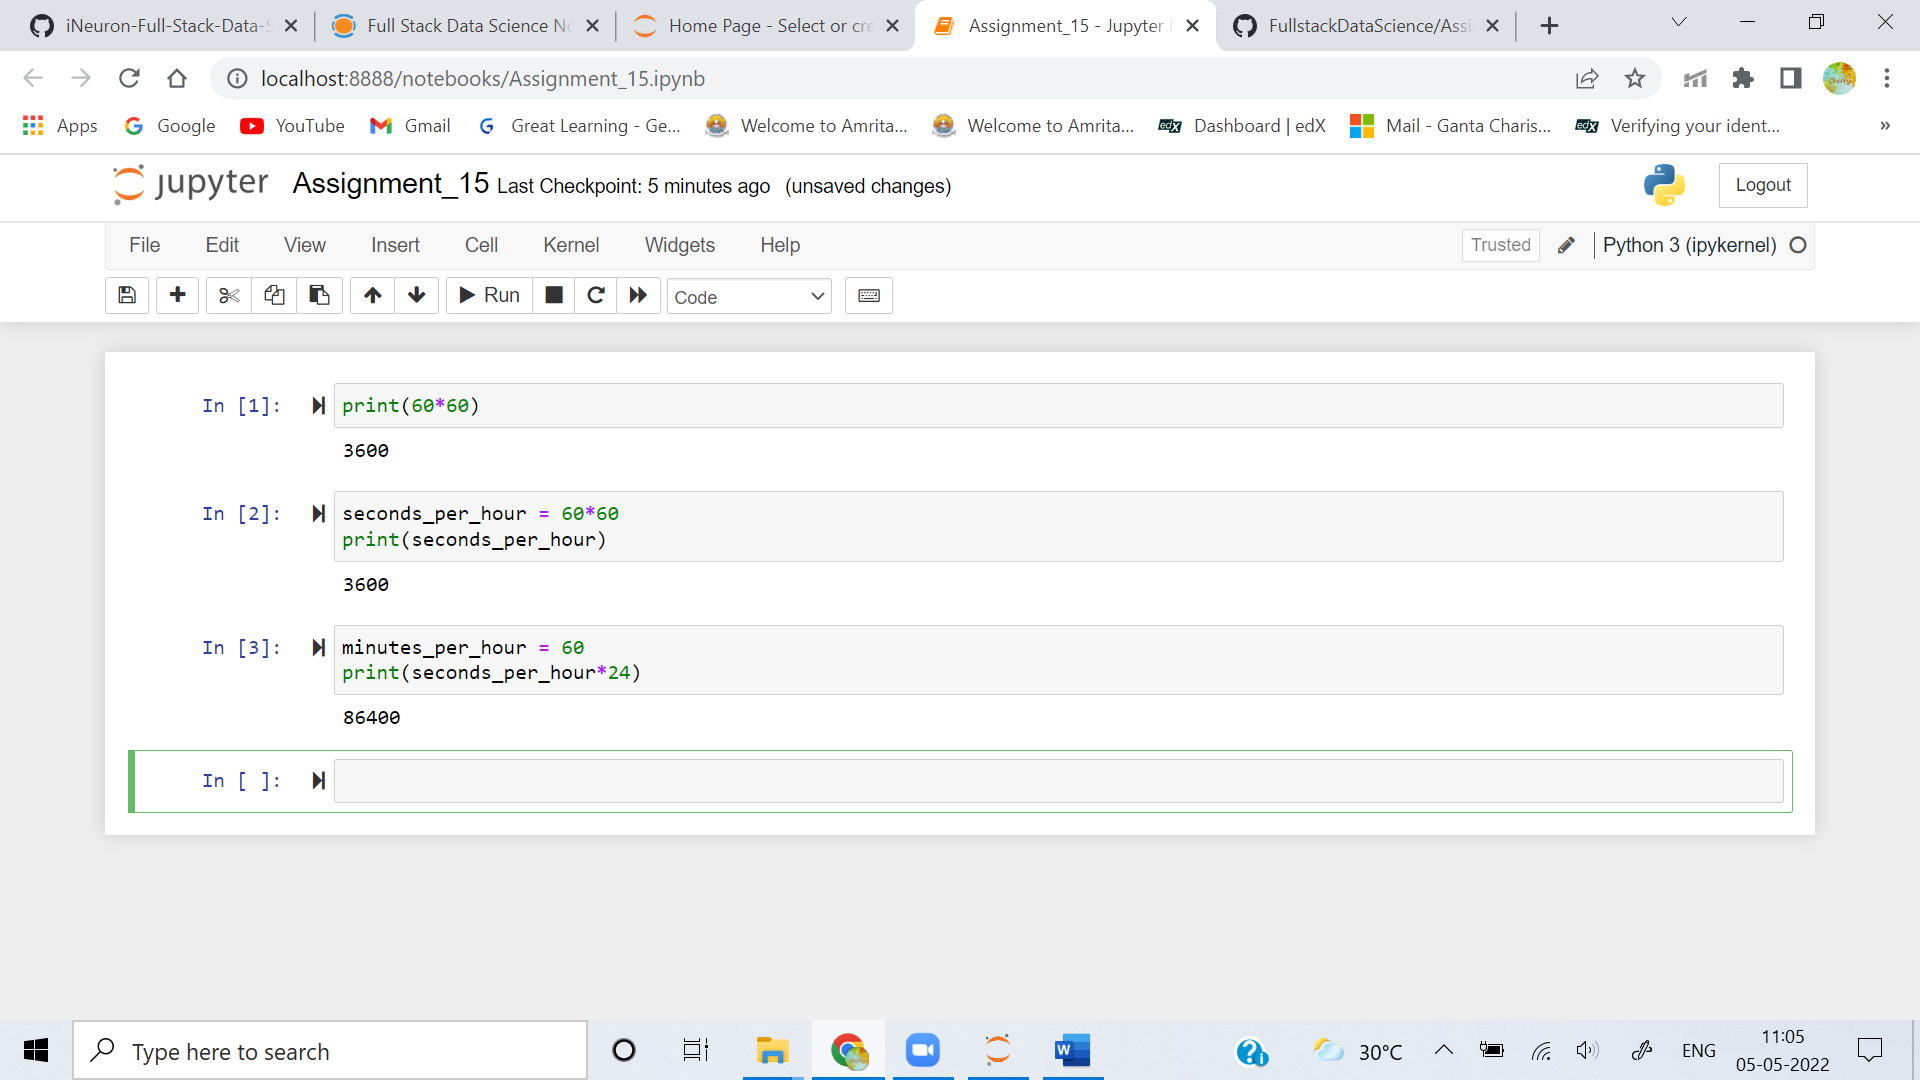 iNeuron-Full-Stack-Data-S
Full Stack Data Science No
Home Page - Select or cre
Assignment_15 - Jupyter
FullstackDataScience/Assi
localhost:8888/notebooks/Assignment_15.ipynb
Apps
Google
YouTube
Gmail
Great Learning - Ge...
Welcome to Amrita...
Welcome to Amrita...
edX
Dashboard | edX
Mail - Ganta Charis...
edX
Verifying your ident...
»
jupyter
Assignment_15 Last Checkpoint: 5 minutes ago (unsaved changes)
Logout
File Edit View Insert Cell Kernel Widgets Help
Trusted
Python 3 (ipykernel)
Run
Code
In [1]: print(60*60)
3600
In [2]: seconds_per_hour = 60*60
print(seconds_per_hour)
3600
In [3]: minutes_per_hour = 60
print(seconds_per_hour*24)
86400
In [ ]:
Type here to search
30°C
ENG
11:05
05-05-2022